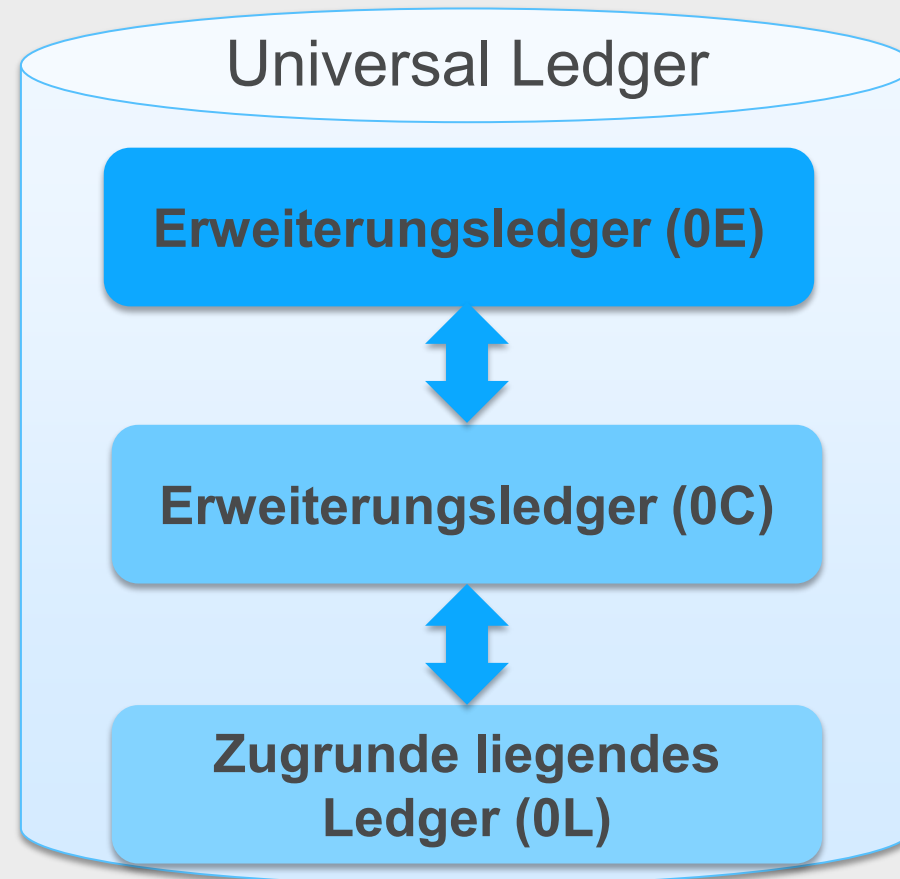 Universal Ledger
Erweiterungsledger (0E)
Erweiterungsledger (0C)
Zugrunde liegendes
Ledger (0L)